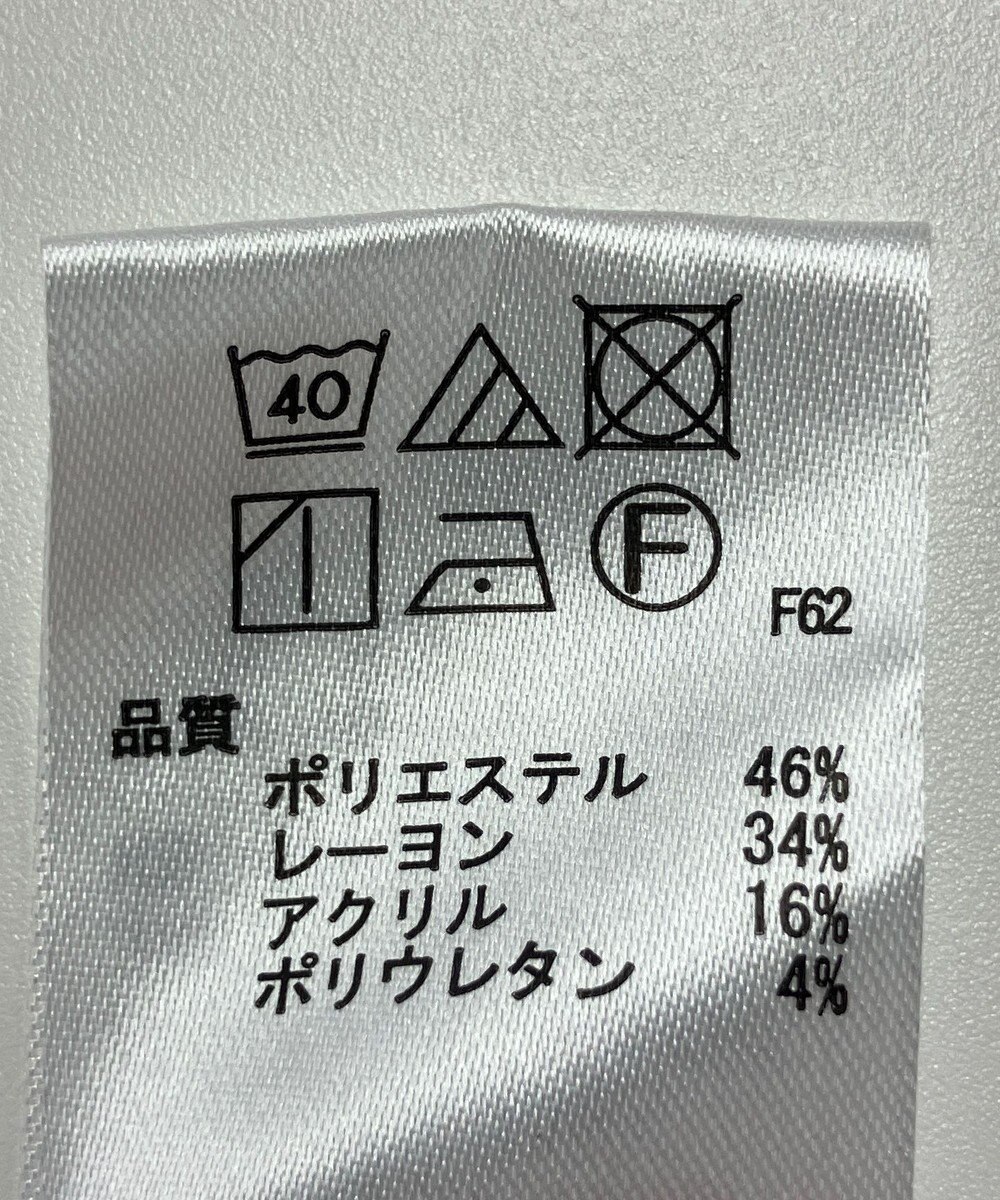 40
F
F62
品質
ポリエステル 46%
レーヨン 34%
アクリル 16%
ポリウレタン 4%